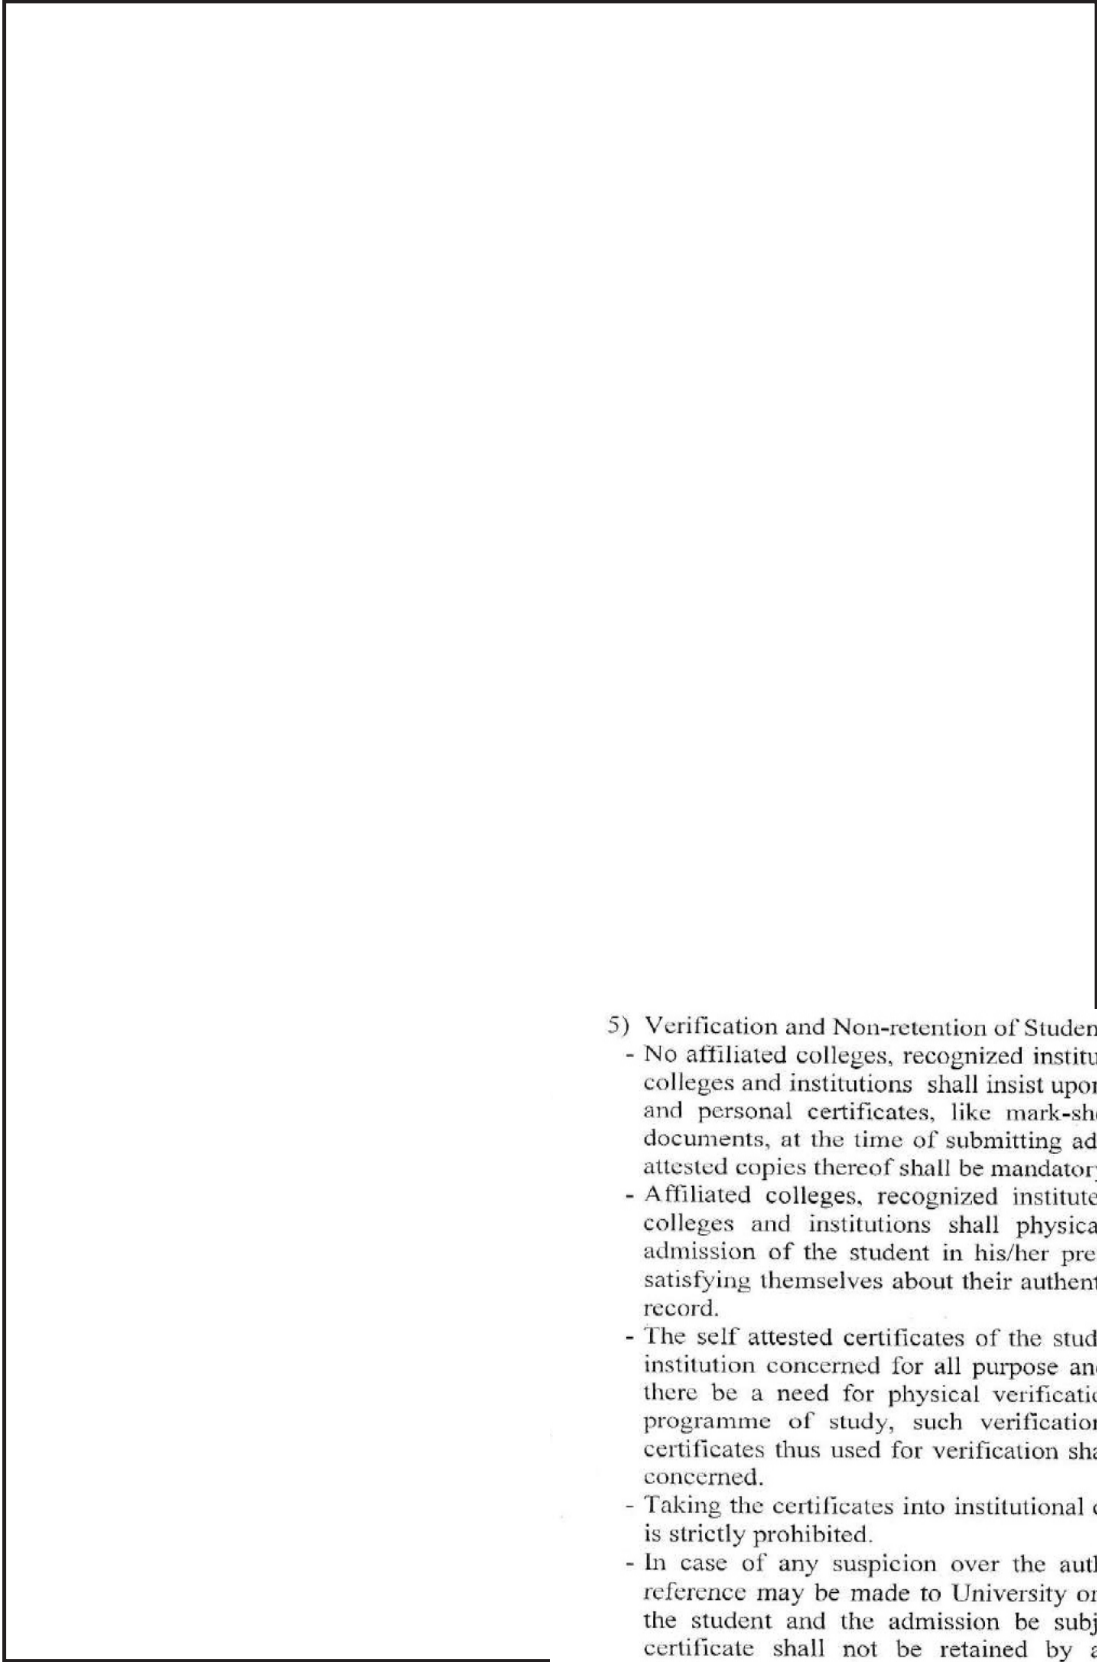 5) Verification and Non-retention of Studen
- No affiliated colleges, recognized institu
colleges and institutions shall insist upon
and personal certificates, like mark-sh
documents, at the time of submitting ad
attested copies thereof shall be mandatory
- Affiliated colleges, recognized institute
colleges and institutions shall physica
admission of the student in his/her pre
satisfying themselves about their authent
record.
- The self attested certificates of the stud
institution concerned for all purpose and
there be a need for physical verificatio
programme of study, such verification
certificates thus used for verification sha
concerned.
- Taking the certificates into institutional
is strictly prohibited.
- In case of any suspicion over the auth
reference may be made to University or
the student and the admission be subj
certificate shall not be retained by a